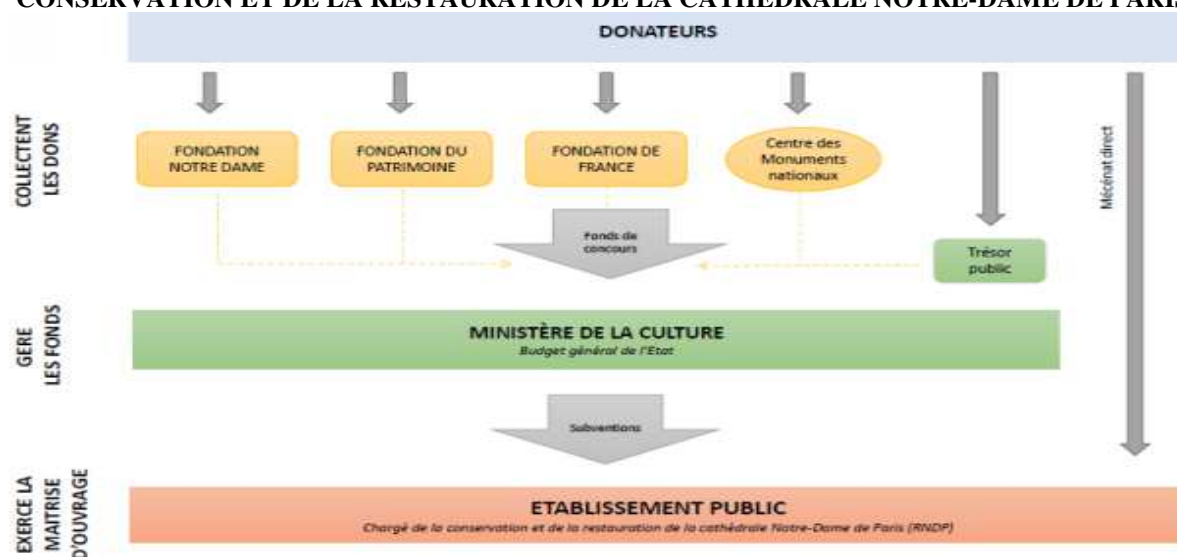 CONSERVATION ET DE LA RESTAURATION DE LA CATHÉDRALE NOTRE-DAME DE PARIS
DONATEURS
COLLECTENT
LES DONS
FONDATION
NOTRE DAME
FONDATION DU
PATRIMOINE
FONDATION DE
FRANCE
Centre des
Monuments
nationaux
Mécénat direct
Fonds de
concours
Trésor
public
GERE
LES FONDS
MINISTÈRE DE LA CULTURE
Budget général de l'Etat
Subventions
EXERCE LA
MAITRISE
D'OUVRAGE
ETABLISSEMENT PUBLIC
Chargé de la conservation et de la restauration de la cathédrale Notre-Dame de Paris (RNDP)